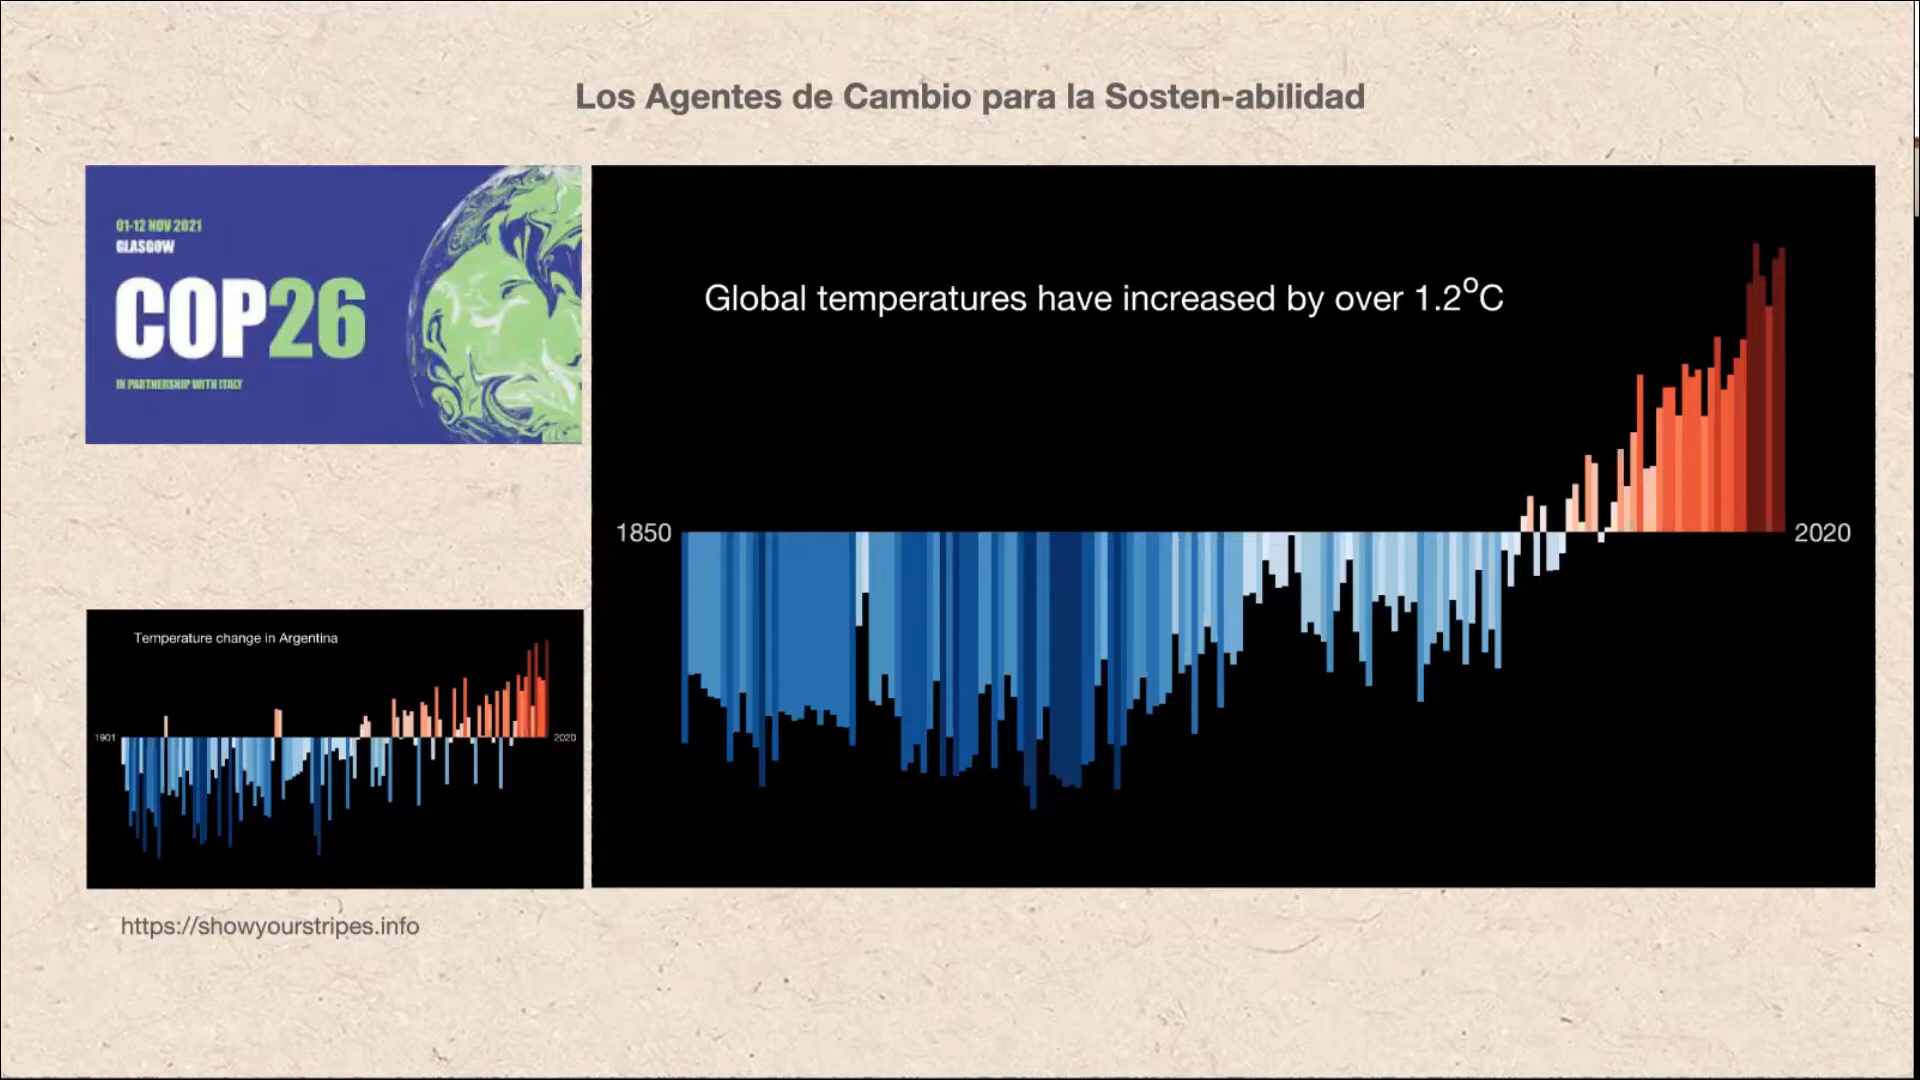 Los Agentes de Cambio para la Sosten-abilidad
01-12 NOV 2021
GLASGOW
COP26
IN PARTNERSHIP WITH ITALY
Global temperatures have increased by over 1.2°C
1850
2020
Temperature change in Argentina
1901
2020
https://showyourstripes.info